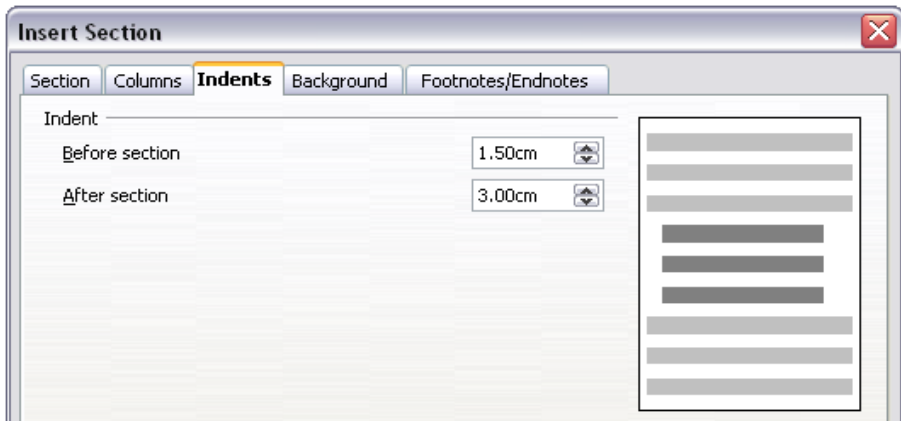 Insert Section
Section Columns Indents Background Footnotes/Endnotes
Indent
Before section 1.50cm
After section 3.00cm